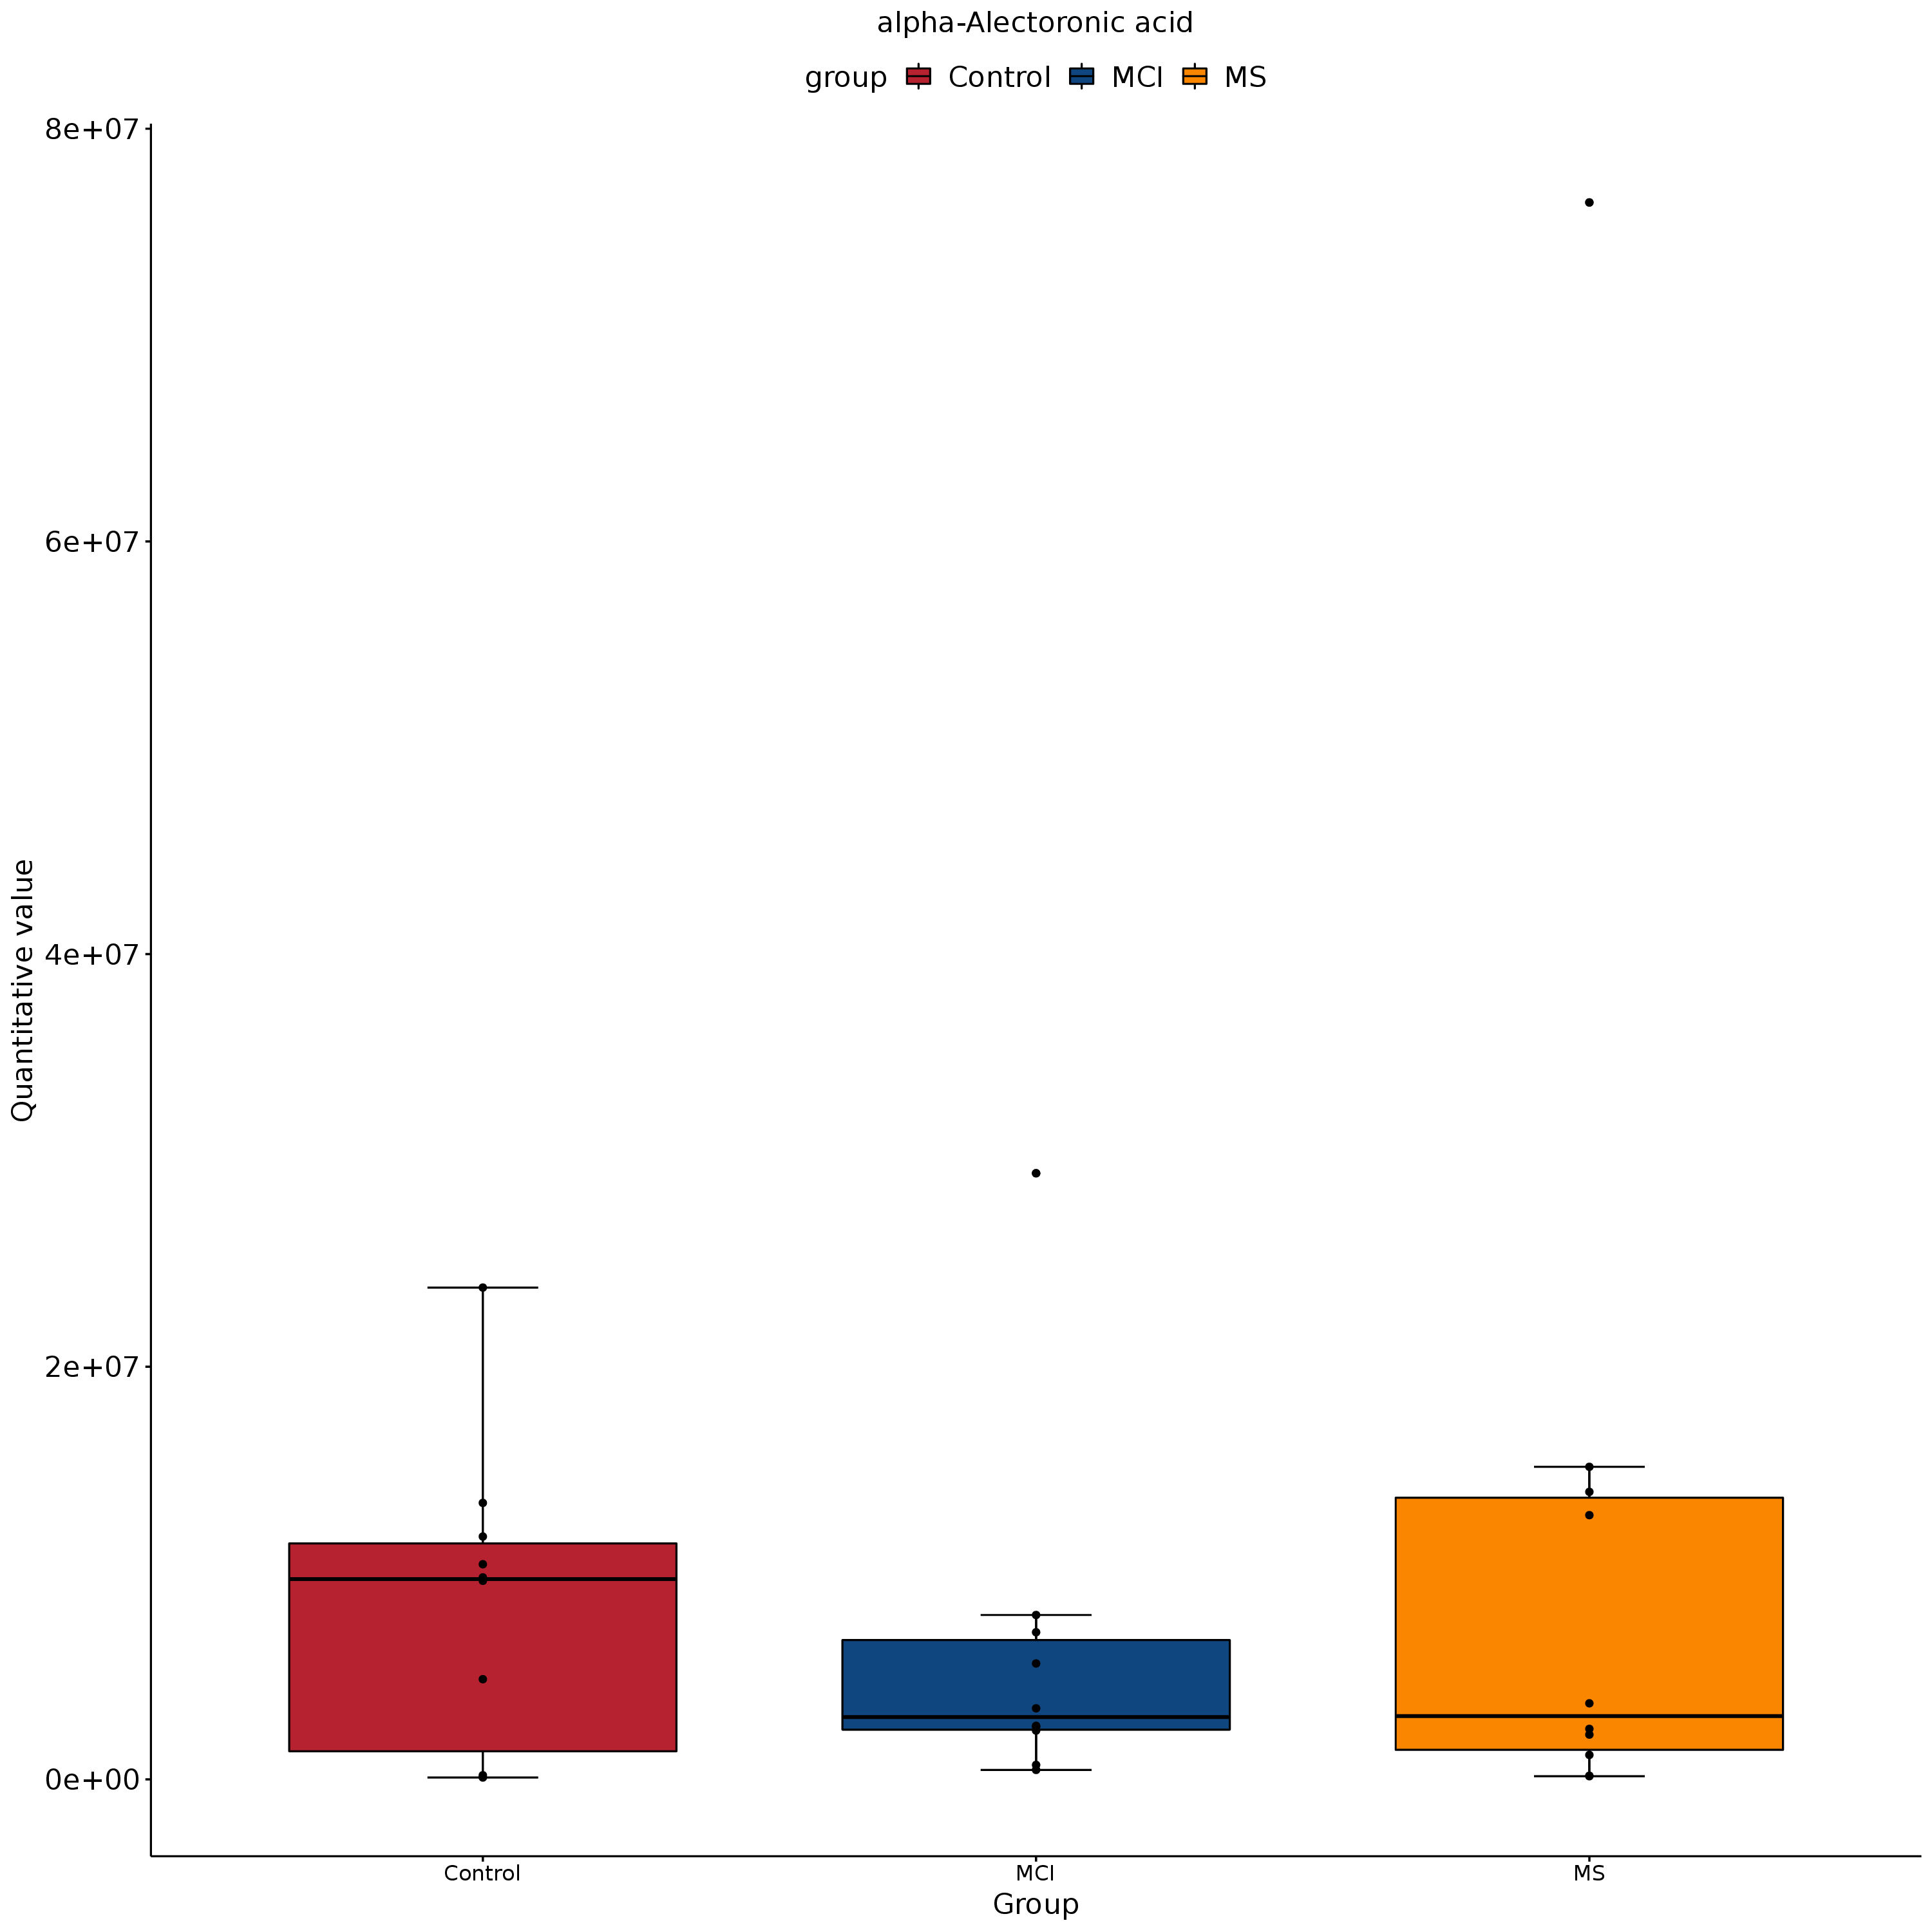 alpha-Alectoronic acid
group Control MCI MS
8e+07
6e+07
4e+07
2e+07
0e+00
Quantitative value
Control MCI MS
Group